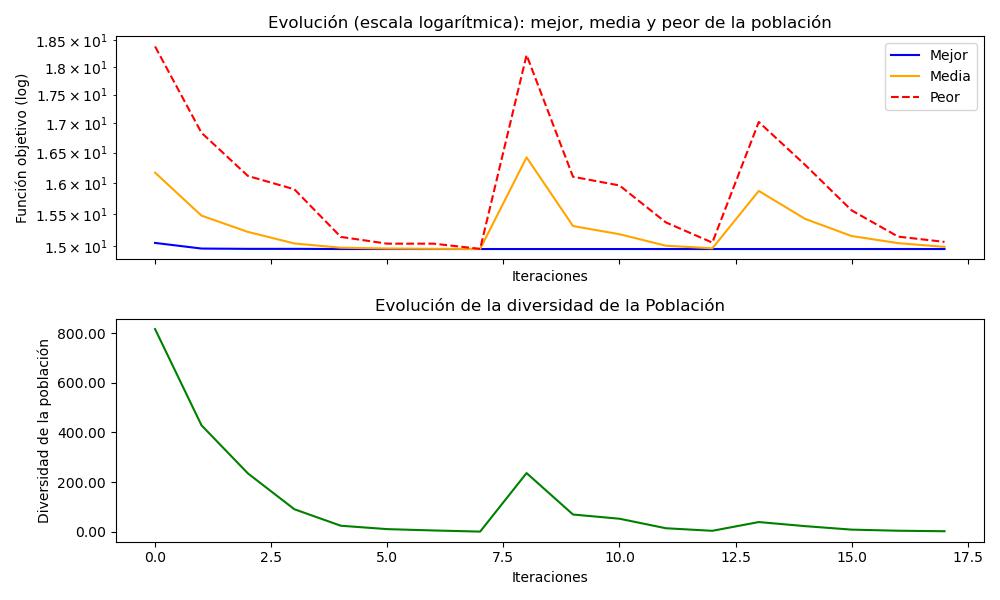 Evolución (escala logarítmica): mejor, media y peor de la población
Función objetivo (log)
1.85 × 10¹
1.8 × 10¹
1.75 × 10¹
1.7 × 10¹
1.65 × 10¹
1.6 × 10¹
1.55 × 10¹
1.5 × 10¹
Mejor
Media
Peor
Iteraciones
Evolución de la diversidad de la Población
Diversidad de la población
800.00
600.00
400.00
200.00
0.00
0.0 2.5 5.0 7.5 10.0 12.5 15.0 17.5
Iteraciones